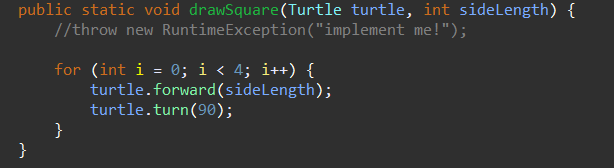 public static void drawSquare(Turtle turtle, int sideLength) {
    //throw new RuntimeException("implement me!");

    for (int i = 0; i < 4; i++) {
        turtle.forward(sideLength);
        turtle.turn(90);
    }
}